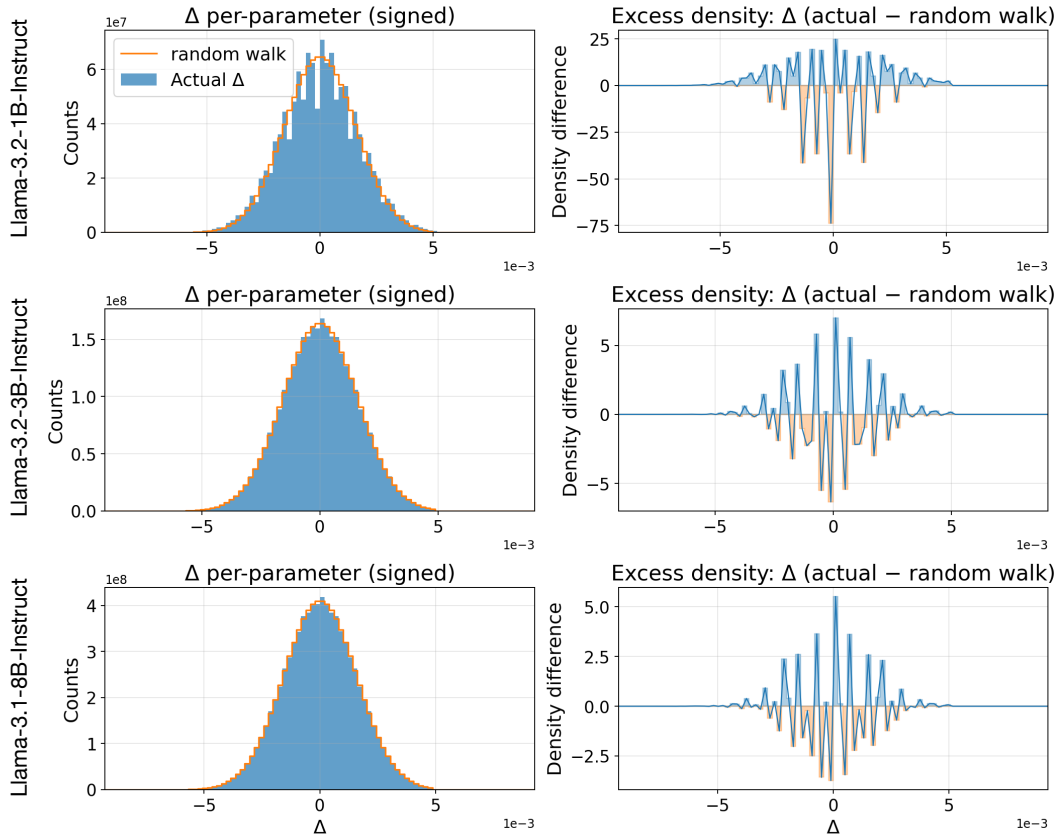 Llama-3.2-1B-Instruct
Δ per-parameter (signed)
1e7
random walk
Actual Δ
Counts
6
4
2
0
−5
0
5
1e−3
Excess density: Δ (actual − random walk)
Density difference
25
0
−25
−50
−75
−5
0
5
1e−3
Llama-3.2-3B-Instruct
Δ per-parameter (signed)
1e8
Counts
1.5
1.0
0.5
0.0
−5
0
5
1e−3
Excess density: Δ (actual − random walk)
Density difference
5
0
−5
−5
0
5
1e−3
Llama-3.1-8B-Instruct
Δ per-parameter (signed)
1e8
Counts
4
3
2
1
0
−5
0
5
1e−3
Δ
Excess density: Δ (actual − random walk)
Density difference
5.0
2.5
0.0
−2.5
−5
0
5
1e−3
Δ